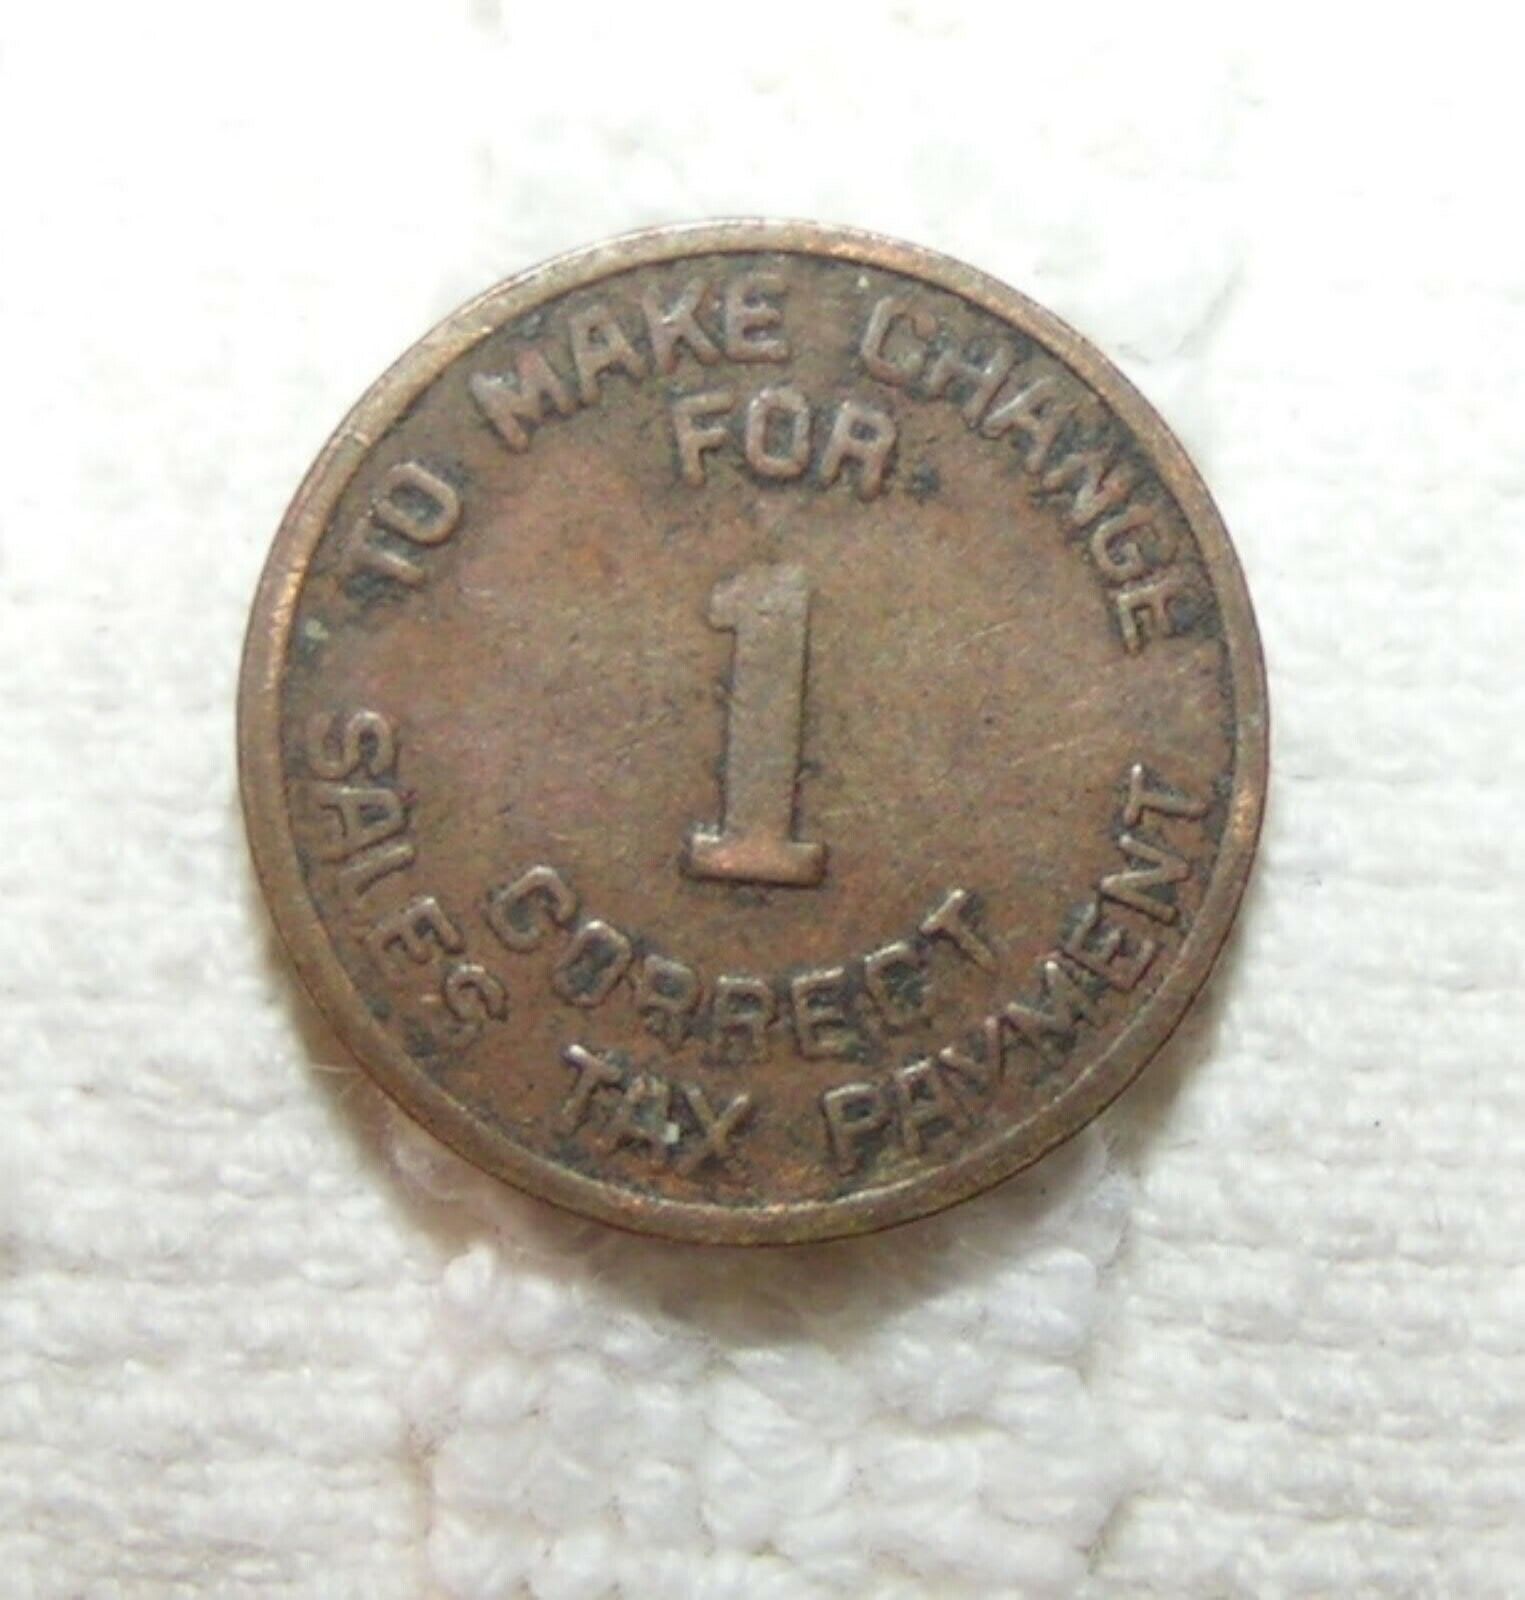 TO MAKE CHANGE
FOR
1
CORRECT
SALES TAX PAYMENT